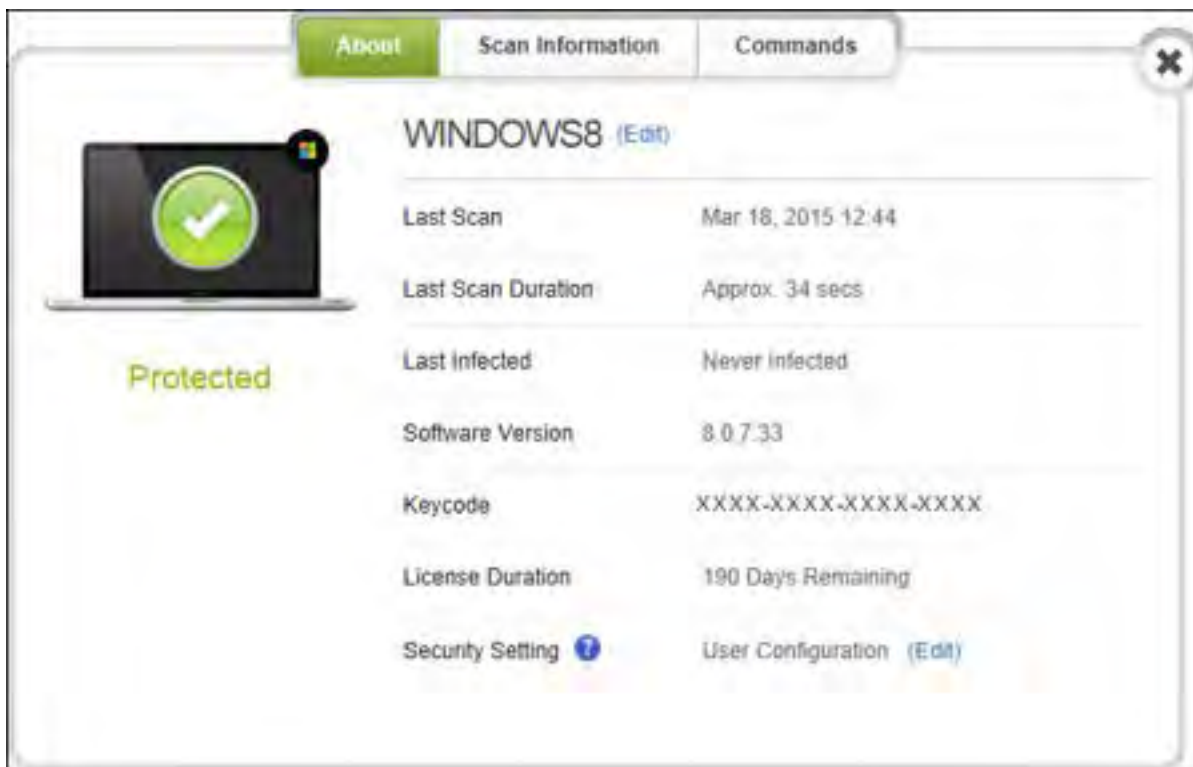 About Scan Information Commands
WINDOWS8 (Edit)
Last Scan Mar 18, 2015 12:44
Last Scan Duration Approx. 34 secs
Protected
Last Infected Never Infected
Software Version 8.0.7.33
Keycode XXXX-XXXX-XXXX-XXXX
License Duration 190 Days Remaining
Security Setting ? User Configuration (Edit)